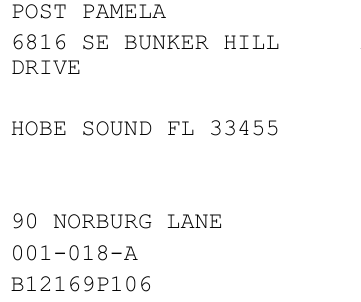 POST PAMELA
6816 SE BUNKER HILL
DRIVE
HOBE SOUND FL 33455
90 NORBURG LANE
001-018-A
B12169P106